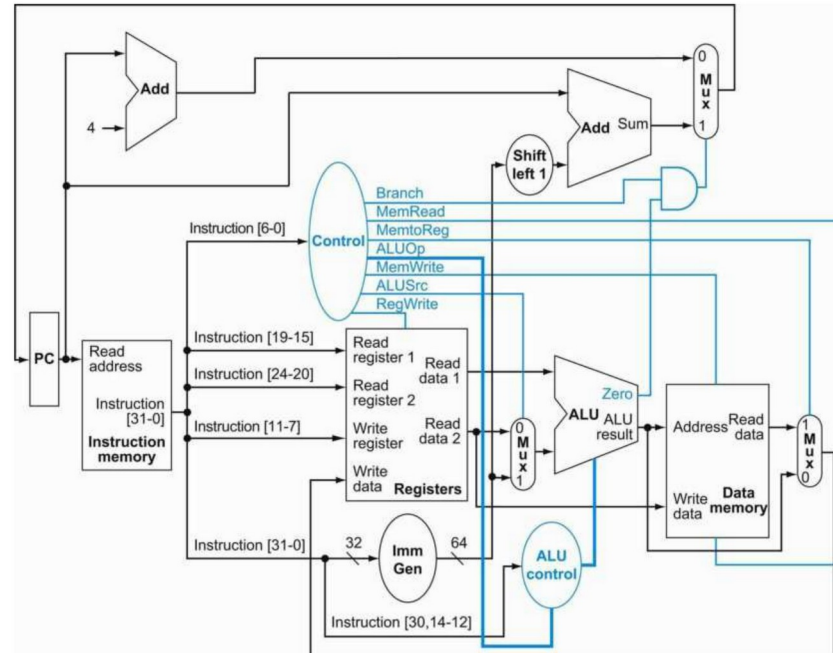 Add
4
Add Sum
0
Mux
1
Shift
left 1
Branch
MemRead
MemtoReg
ALUOp
MemWrite
ALUSrc
RegWrite
Control
Instruction [6-0]
Instruction [19-15]
Instruction [24-20]
Instruction [11-7]
Instruction [31-0]
Instruction [30,14-12]
PC
Read
address
Instruction
[31-0]
Instruction
memory
Read
register 1
Read
register 2
Write
register
Write
data
Read
data 1
Read
data 2
Registers
0
Mux
1
Zero
ALU
ALU
result
Address
Read
data
Write
data
Data
memory
1
Mux
0
32
Imm
Gen
64
ALU
control